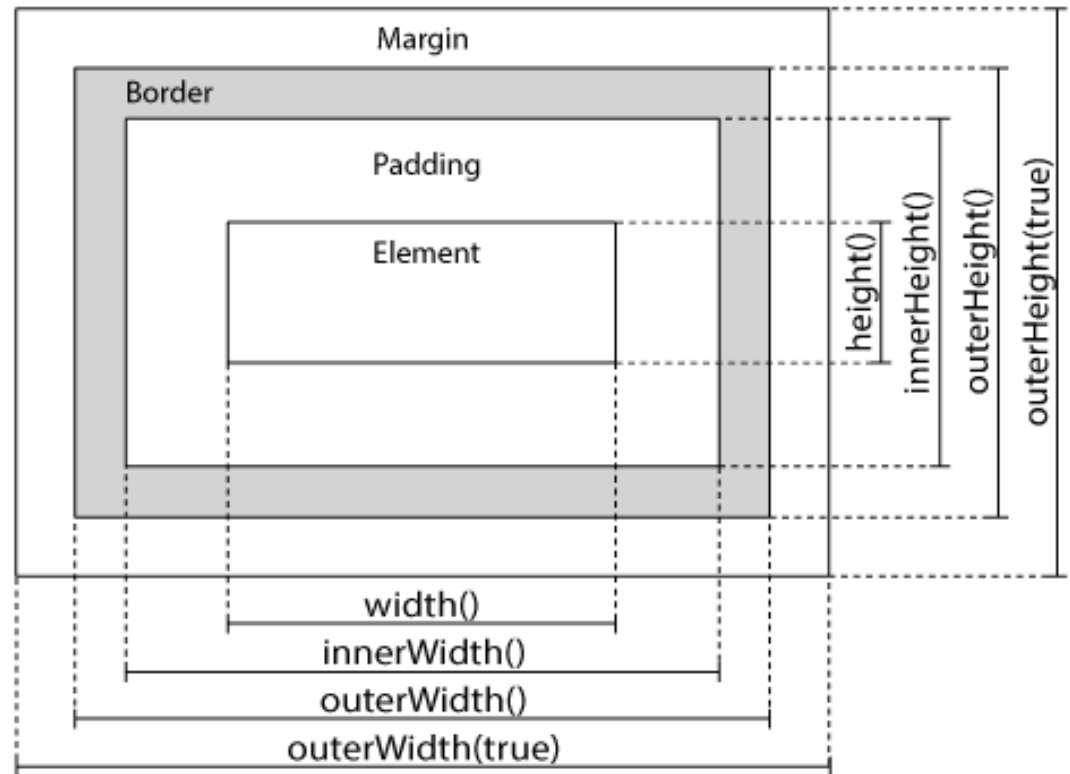 Margin
Border
Padding
Element
height()
innerHeight()
outerHeight()
outerHeight(true)
width()
innerWidth()
outerWidth()
outerWidth(true)